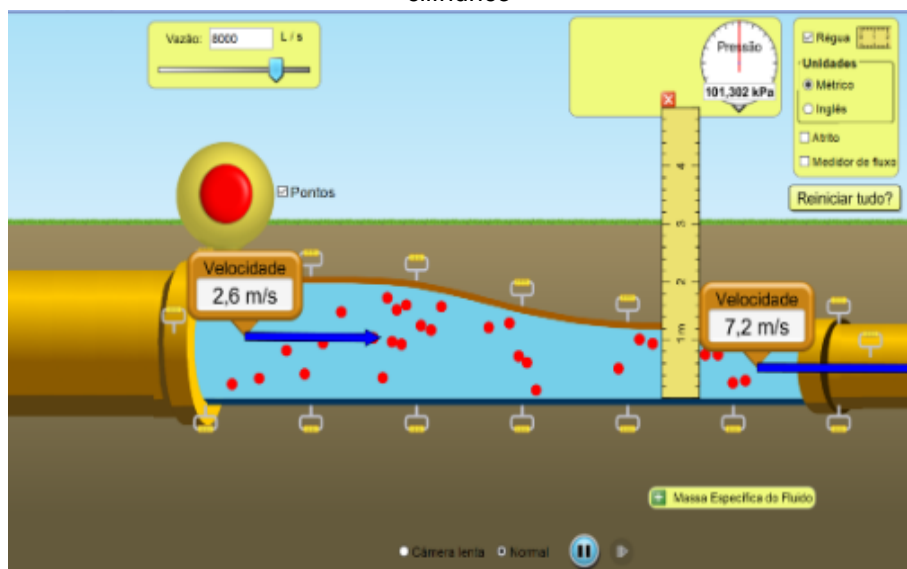 Vazão: 8000 L / s
Pressão
101,302 kPa
Régua
Unidades
Métrico
Inglês
Atrito
Medidor de fluxo
Reiniciar tudo?
Pontos
4
3
2
1m
Velocidade
2,6 m/s
Velocidade
7,2 m/s
Massa Específica do Fluido
Câmera lenta Normal